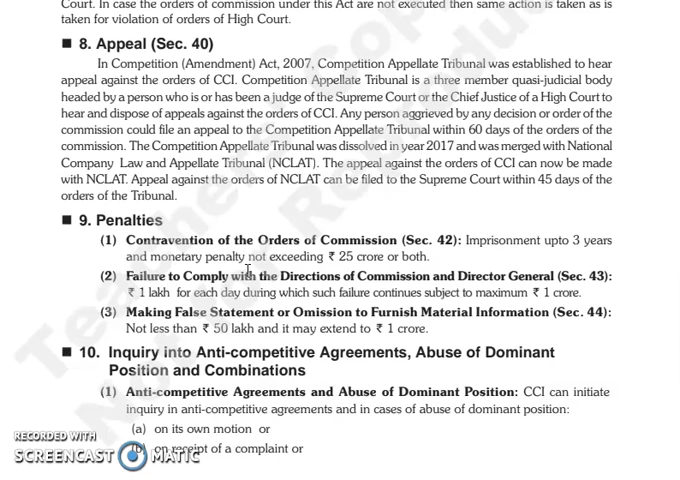 Court. In case the orders of commission under this Act are not executed then same action is taken as is
taken for violation of orders of High Court.
■ 8. Appeal (Sec. 40)
In Competition (Amendment) Act, 2007, Competition Appellate Tribunal was established to hear
appeal against the orders of CCI. Competition Appellate Tribunal is a three member quasi-judicial body
headed by a person who is or has been a judge of the Supreme Court or the Chief Justice of a High Court to
hear and dispose of appeals against the orders of CCI. Any person aggrieved by any decision or order of the
commission could file an appeal to the Competition Appellate Tribunal within 60 days of the orders of the
commission. The Competition Appellate Tribunal was dissolved in year 2017 and was merged with National
Company Law and Appellate Tribunal (NCLAT). The appeal against the orders of CCI can now be made
with NCLAT. Appeal against the orders of NCLAT can be filed to the Supreme Court within 45 days of the
orders of the Tribunal.
■ 9. Penalties
(1) Contravention of the Orders of Commission (Sec. 42): Imprisonment upto 3 years
and monetary penalty not exceeding ₹ 25 crore or both.
(2) Failure to Comply with the Directions of Commission and Director General (Sec. 43):
₹ 1 lakh for each day during which such failure continues subject to maximum ₹ 1 crore.
(3) Making False Statement or Omission to Furnish Material Information (Sec. 44):
Not less than ₹ 50 lakh and it may extend to ₹ 1 crore.
■ 10. Inquiry into Anti-competitive Agreements, Abuse of Dominant
Position and Combinations
(1) Anti-competitive Agreements and Abuse of Dominant Position: CCI can initiate
inquiry in anti-competitive agreements and in cases of abuse of dominant position:
(a) on its own motion or
(b) on receipt of a complaint or
RECORDED WITH
SCREENCAST MATIC